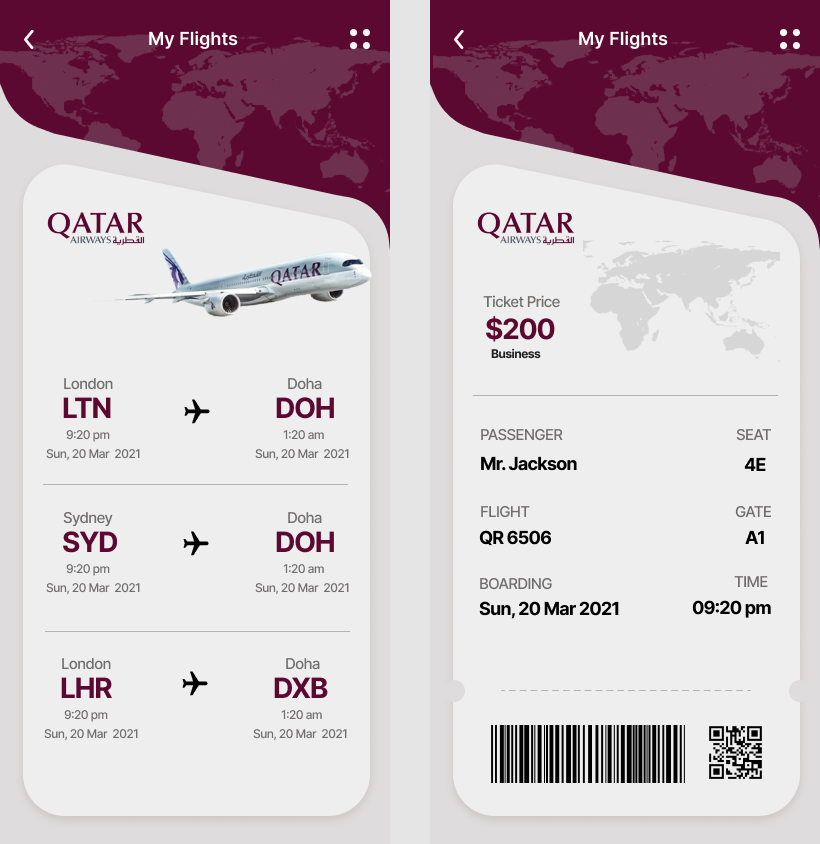 My Flights
QATAR
AIRWAYS القطرية
القطرية QATAR
London
Doha
LTN
DOH
9:20 pm
1:20 am
Sun, 20 Mar 2021
Sun, 20 Mar 2021
Sydney
Doha
SYD
DOH
9:20 pm
1:20 am
Sun, 20 Mar 2021
Sun, 20 Mar 2021
London
Doha
LHR
DXB
9:20 pm
1:20 am
Sun, 20 Mar 2021
Sun, 20 Mar 2021
My Flights
QATAR
AIRWAYS القطرية
Ticket Price
$200
Business
PASSENGER
SEAT
Mr. Jackson
4E
FLIGHT
GATE
QR 6506
A1
BOARDING
TIME
Sun, 20 Mar 2021
09:20 pm